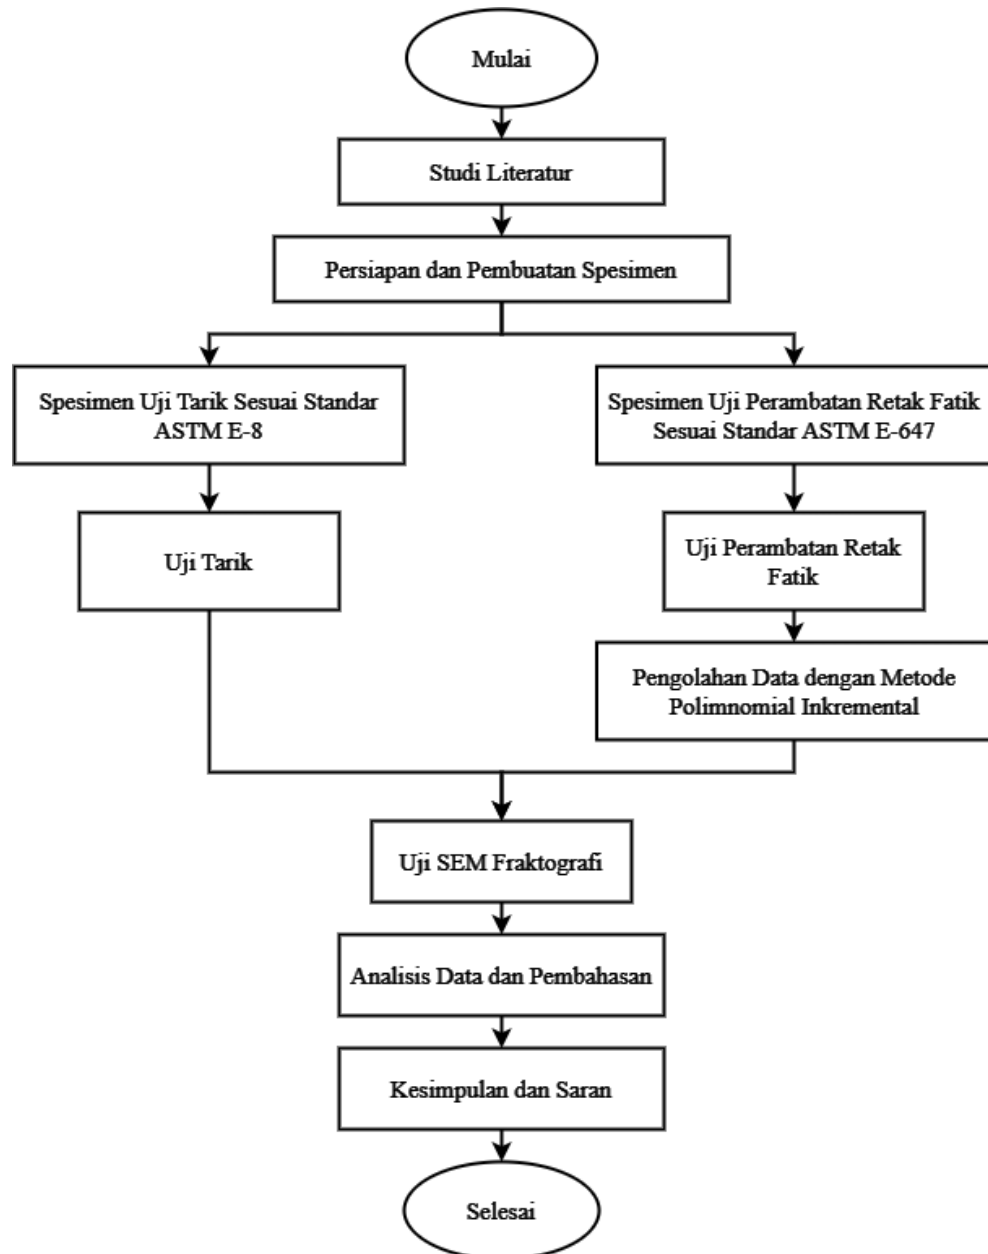 Mulai
Studi Literatur
Persiapan dan Pembuatan Spesimen
Spesimen Uji Tarik Sesuai Standar
ASTM E-8
Spesimen Uji Perambatan Retak Fatik
Sesuai Standar ASTM E-647
Uji Tarik
Uji Perambatan Retak
Fatik
Pengolahan Data dengan Metode
Polimnomial Inkremental
Uji SEM Fraktografi
Analisis Data dan Pembahasan
Kesimpulan dan Saran
Selesai